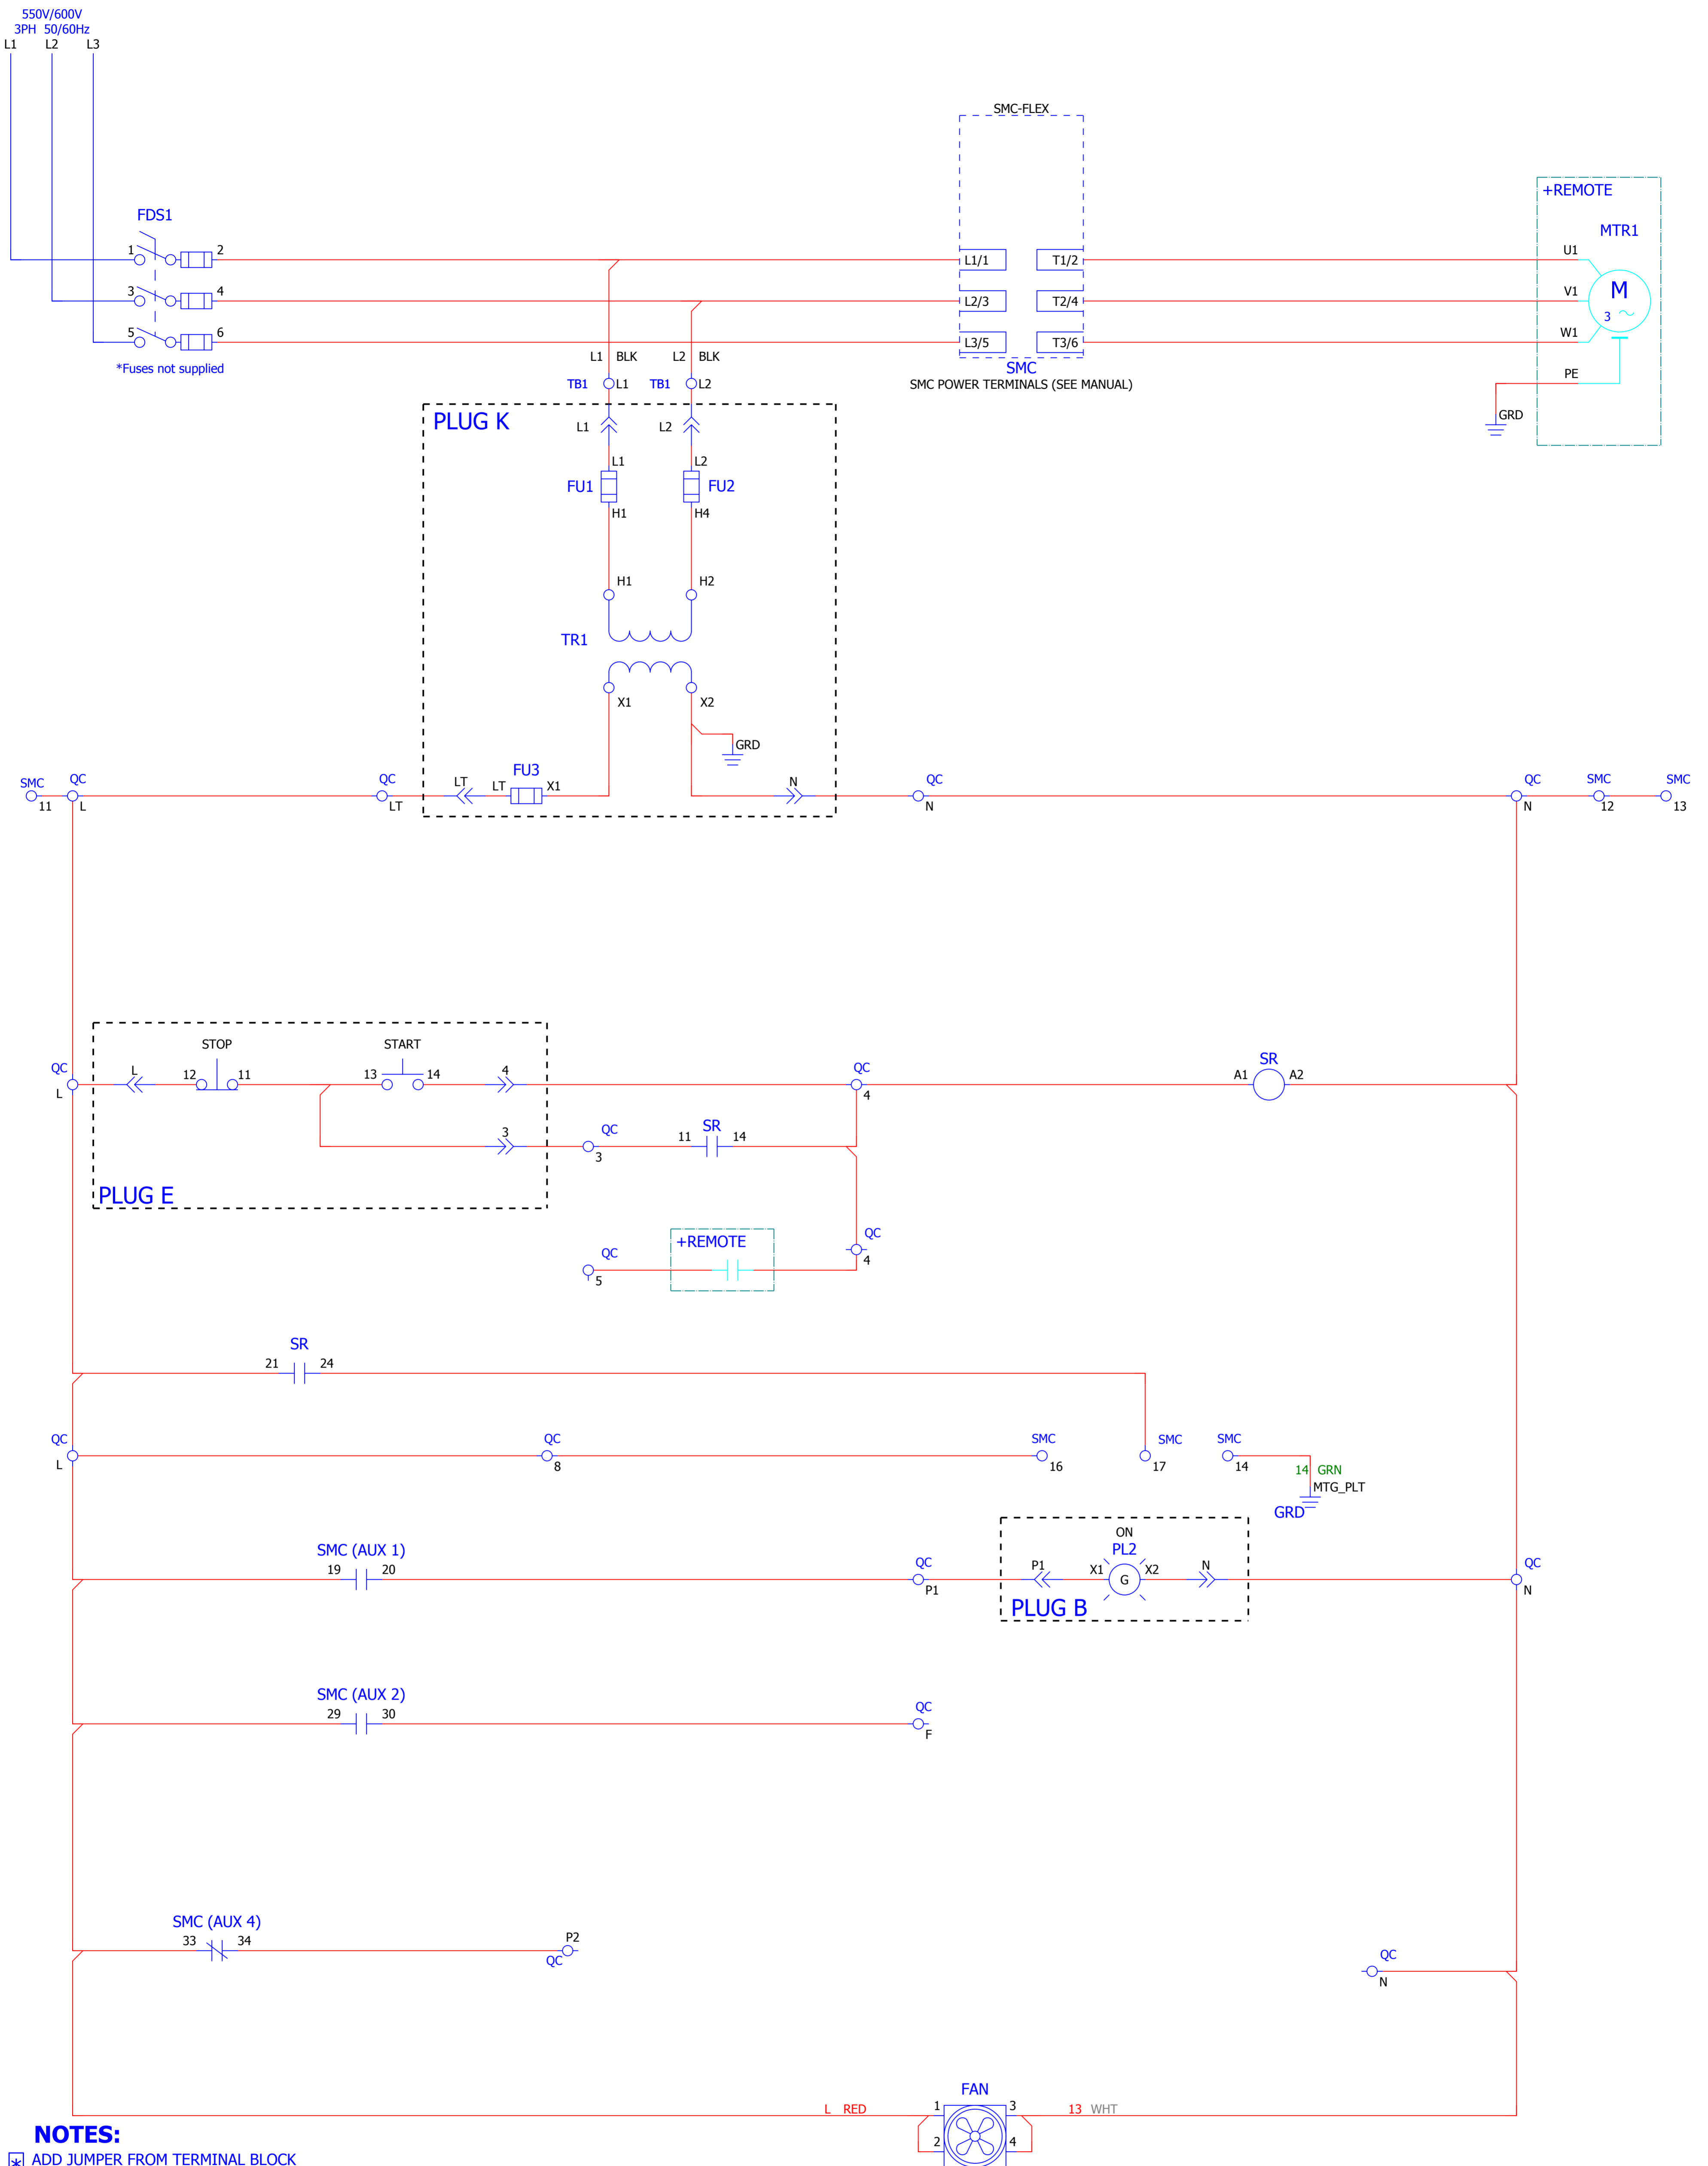 550V/600V
3PH 50/60Hz
L1 L2 L3
SMC-FLEX
+REMOTE
FDS1
MTR1
1 2 L1/1 T1/2 U1
3 4 L2/3 T2/4 V1 M
3
5 6 L3/5 T3/6 W1
*Fuses not supplied
L1 BLK L2 BLK
SMC
SMC POWER TERMINALS (SEE MANUAL)
PE
TB1 L1 TB1 L2
GRD
PLUG K
L1 L2
L1 L2
FU1 FU2
H1 H4
H1 H2
TR1
X1 X2
GRD
SMC QC QC LT LT FU3 X1 N QC QC SMC SMC
11 L LT N N 12 13
STOP START
QC L 12 11 13 14 4 QC SR
L 4 A1 A2
3 QC 11 SR 14
3
PLUG E
+REMOTE
QC QC
5 4
SR
21 24
QC QC SMC SMC SMC
L 8 16 17 14
14 GRN
MTG_PLT
GRD
ON
SMC (AUX 1) PL2
19 20 QC P1 X1 G X2 N QC
P1 N
PLUG B
SMC (AUX 2)
29 30 QC
F
SMC (AUX 4)
33 34 P2
QC QC
N
FAN
L RED 1 3 13 WHT
2 4
NOTES:
* ADD JUMPER FROM TERMINAL BLOCK